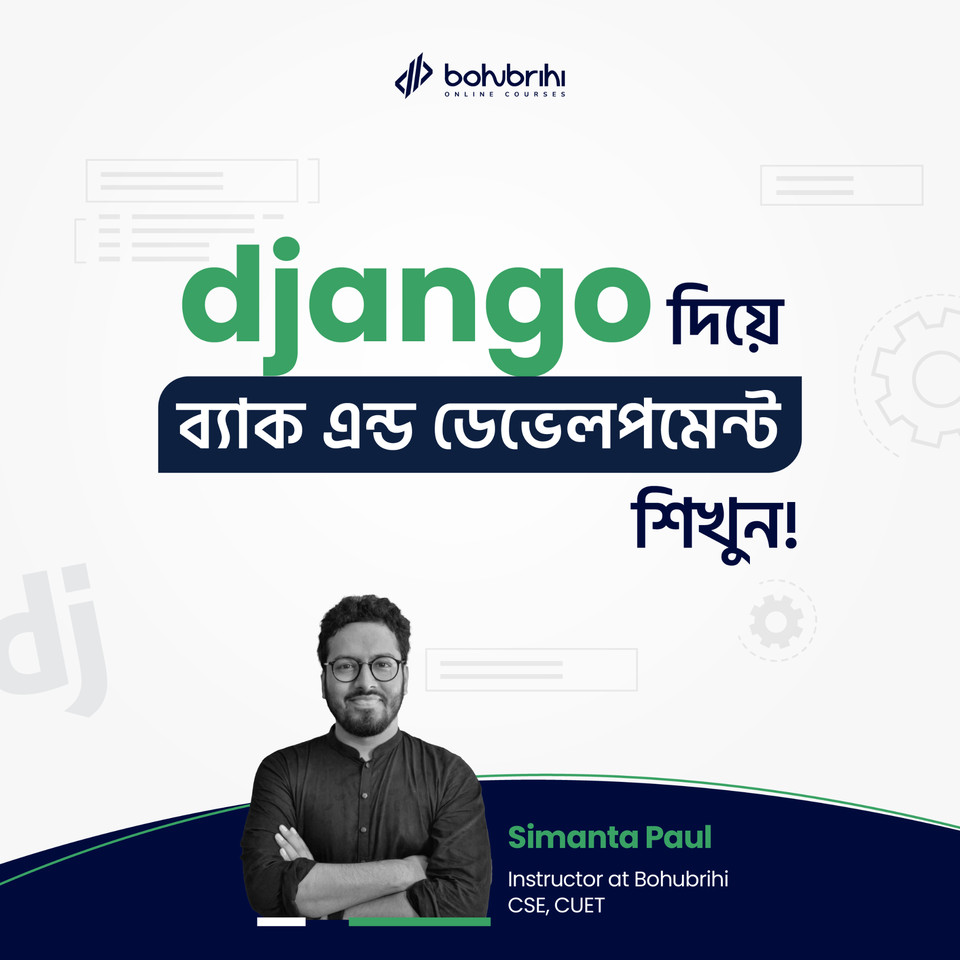 bohubrihi
ONLINE COURSES
django দিয়ে
ব্যাক এন্ড ডেভেলপমেন্ট
শিখুন!
dj
Simanta Paul
Instructor at Bohubrihi
CSE, CUET